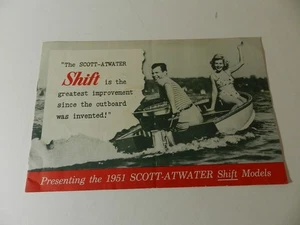 "The SCOTT-ATWATER
Shift is the
greatest improvement
since the outboard
was invented!"
Presenting the 1951 SCOTT-ATWATER Shift Models